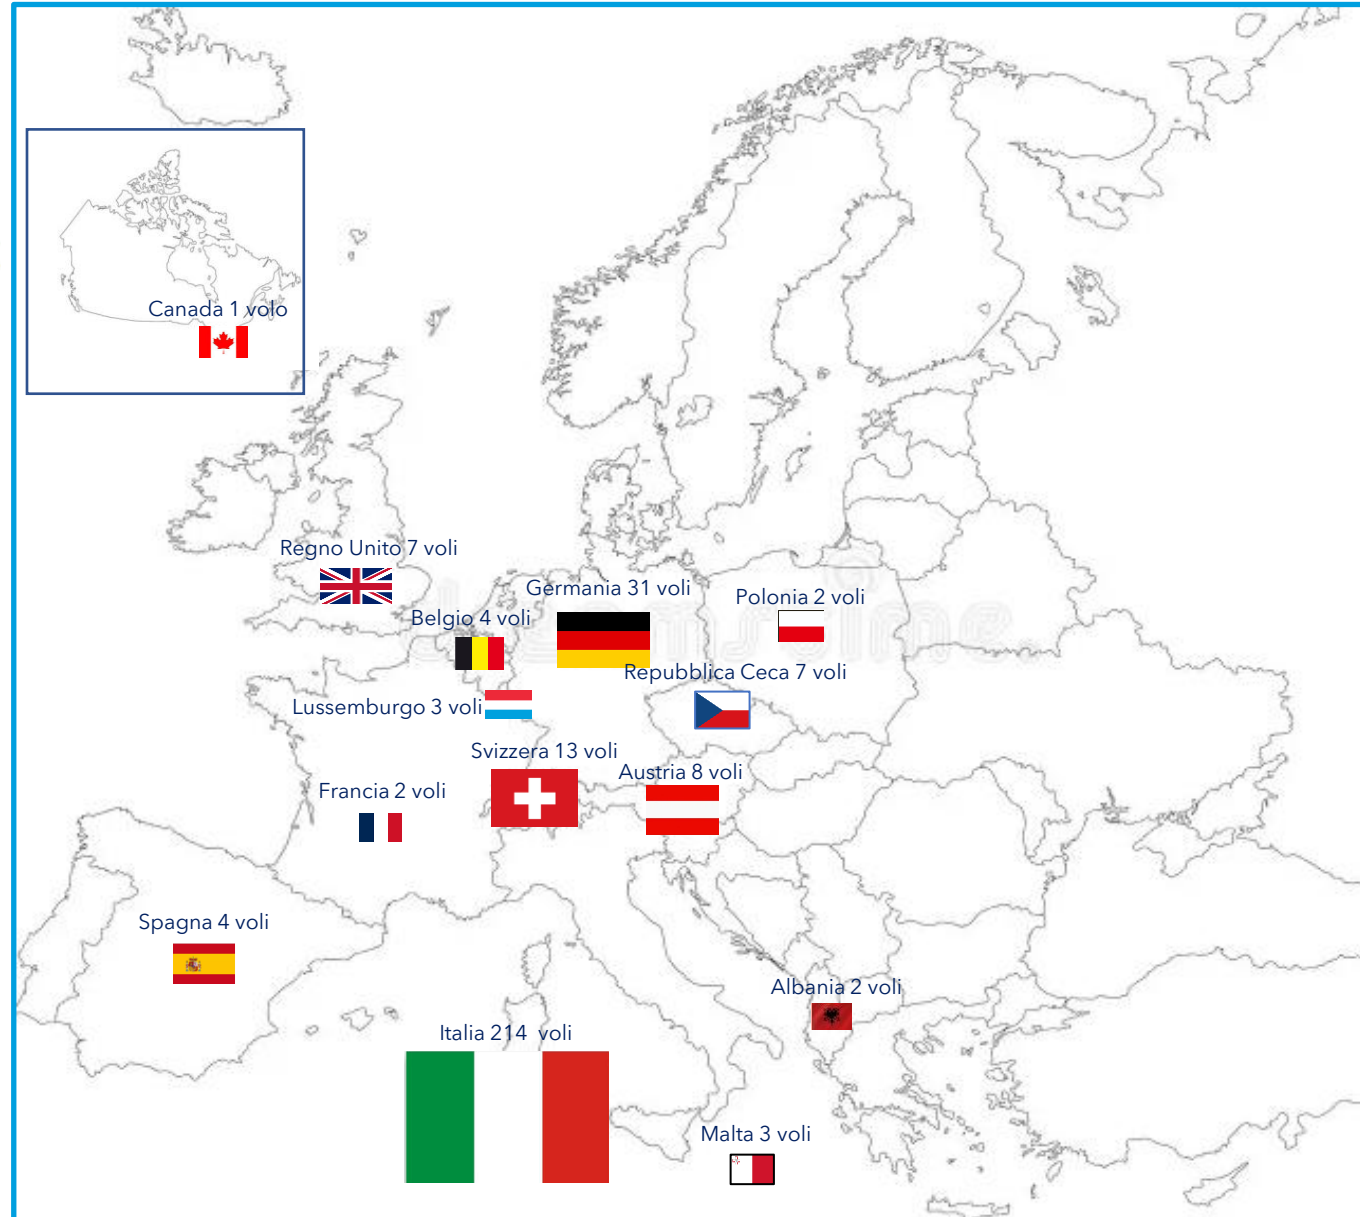 Canada 1 volo
Regno Unito 7 voli
Germania 31 voli
Polonia 2 voli
Belgio 4 voli
Repubblica Ceca 7 voli
Lussemburgo 3 voli
Svizzera 13 voli
Austria 8 voli
Francia 2 voli
Spagna 4 voli
Albania 2 voli
Italia 214 voli
Malta 3 voli